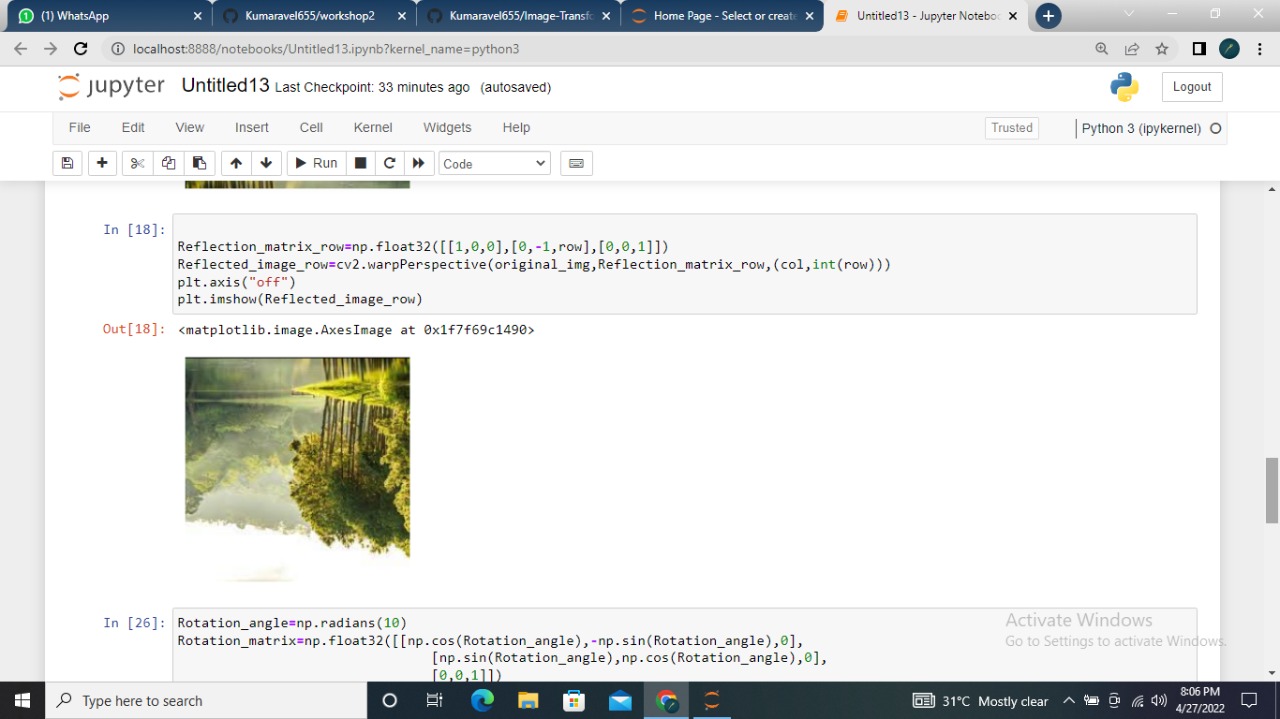 (1) WhatsApp
Kumaravel655/workshop2
Kumaravel655/Image-Transfo
Home Page - Select or create
Untitled13 - Jupyter Notebo
localhost:8888/notebooks/Untitled13.ipynb?kernel_name=python3
jupyter Untitled13 Last Checkpoint: 33 minutes ago (autosaved)
Logout
File Edit View Insert Cell Kernel Widgets Help
Trusted
Python 3 (ipykernel)
Run
Code
In [18]:
Reflection_matrix_row=np.float32([[1,0,0],[0,-1,row],[0,0,1]])
Reflected_image_row=cv2.warpPerspective(original_img,Reflection_matrix_row,(col,int(row)))
plt.axis("off")
plt.imshow(Reflected_image_row)
Out[18]: <matplotlib.image.AxesImage at 0x1f7f69c1490>
In [26]: Rotation_angle=np.radians(10)
Rotation_matrix=np.float32([[np.cos(Rotation_angle),-np.sin(Rotation_angle),0],
[np.sin(Rotation_angle),np.cos(Rotation_angle),0],
[0,0,1]])
Activate Windows
Go to Settings to activate Windows.
Type here to search
31°C Mostly clear
8:06 PM
4/27/2022